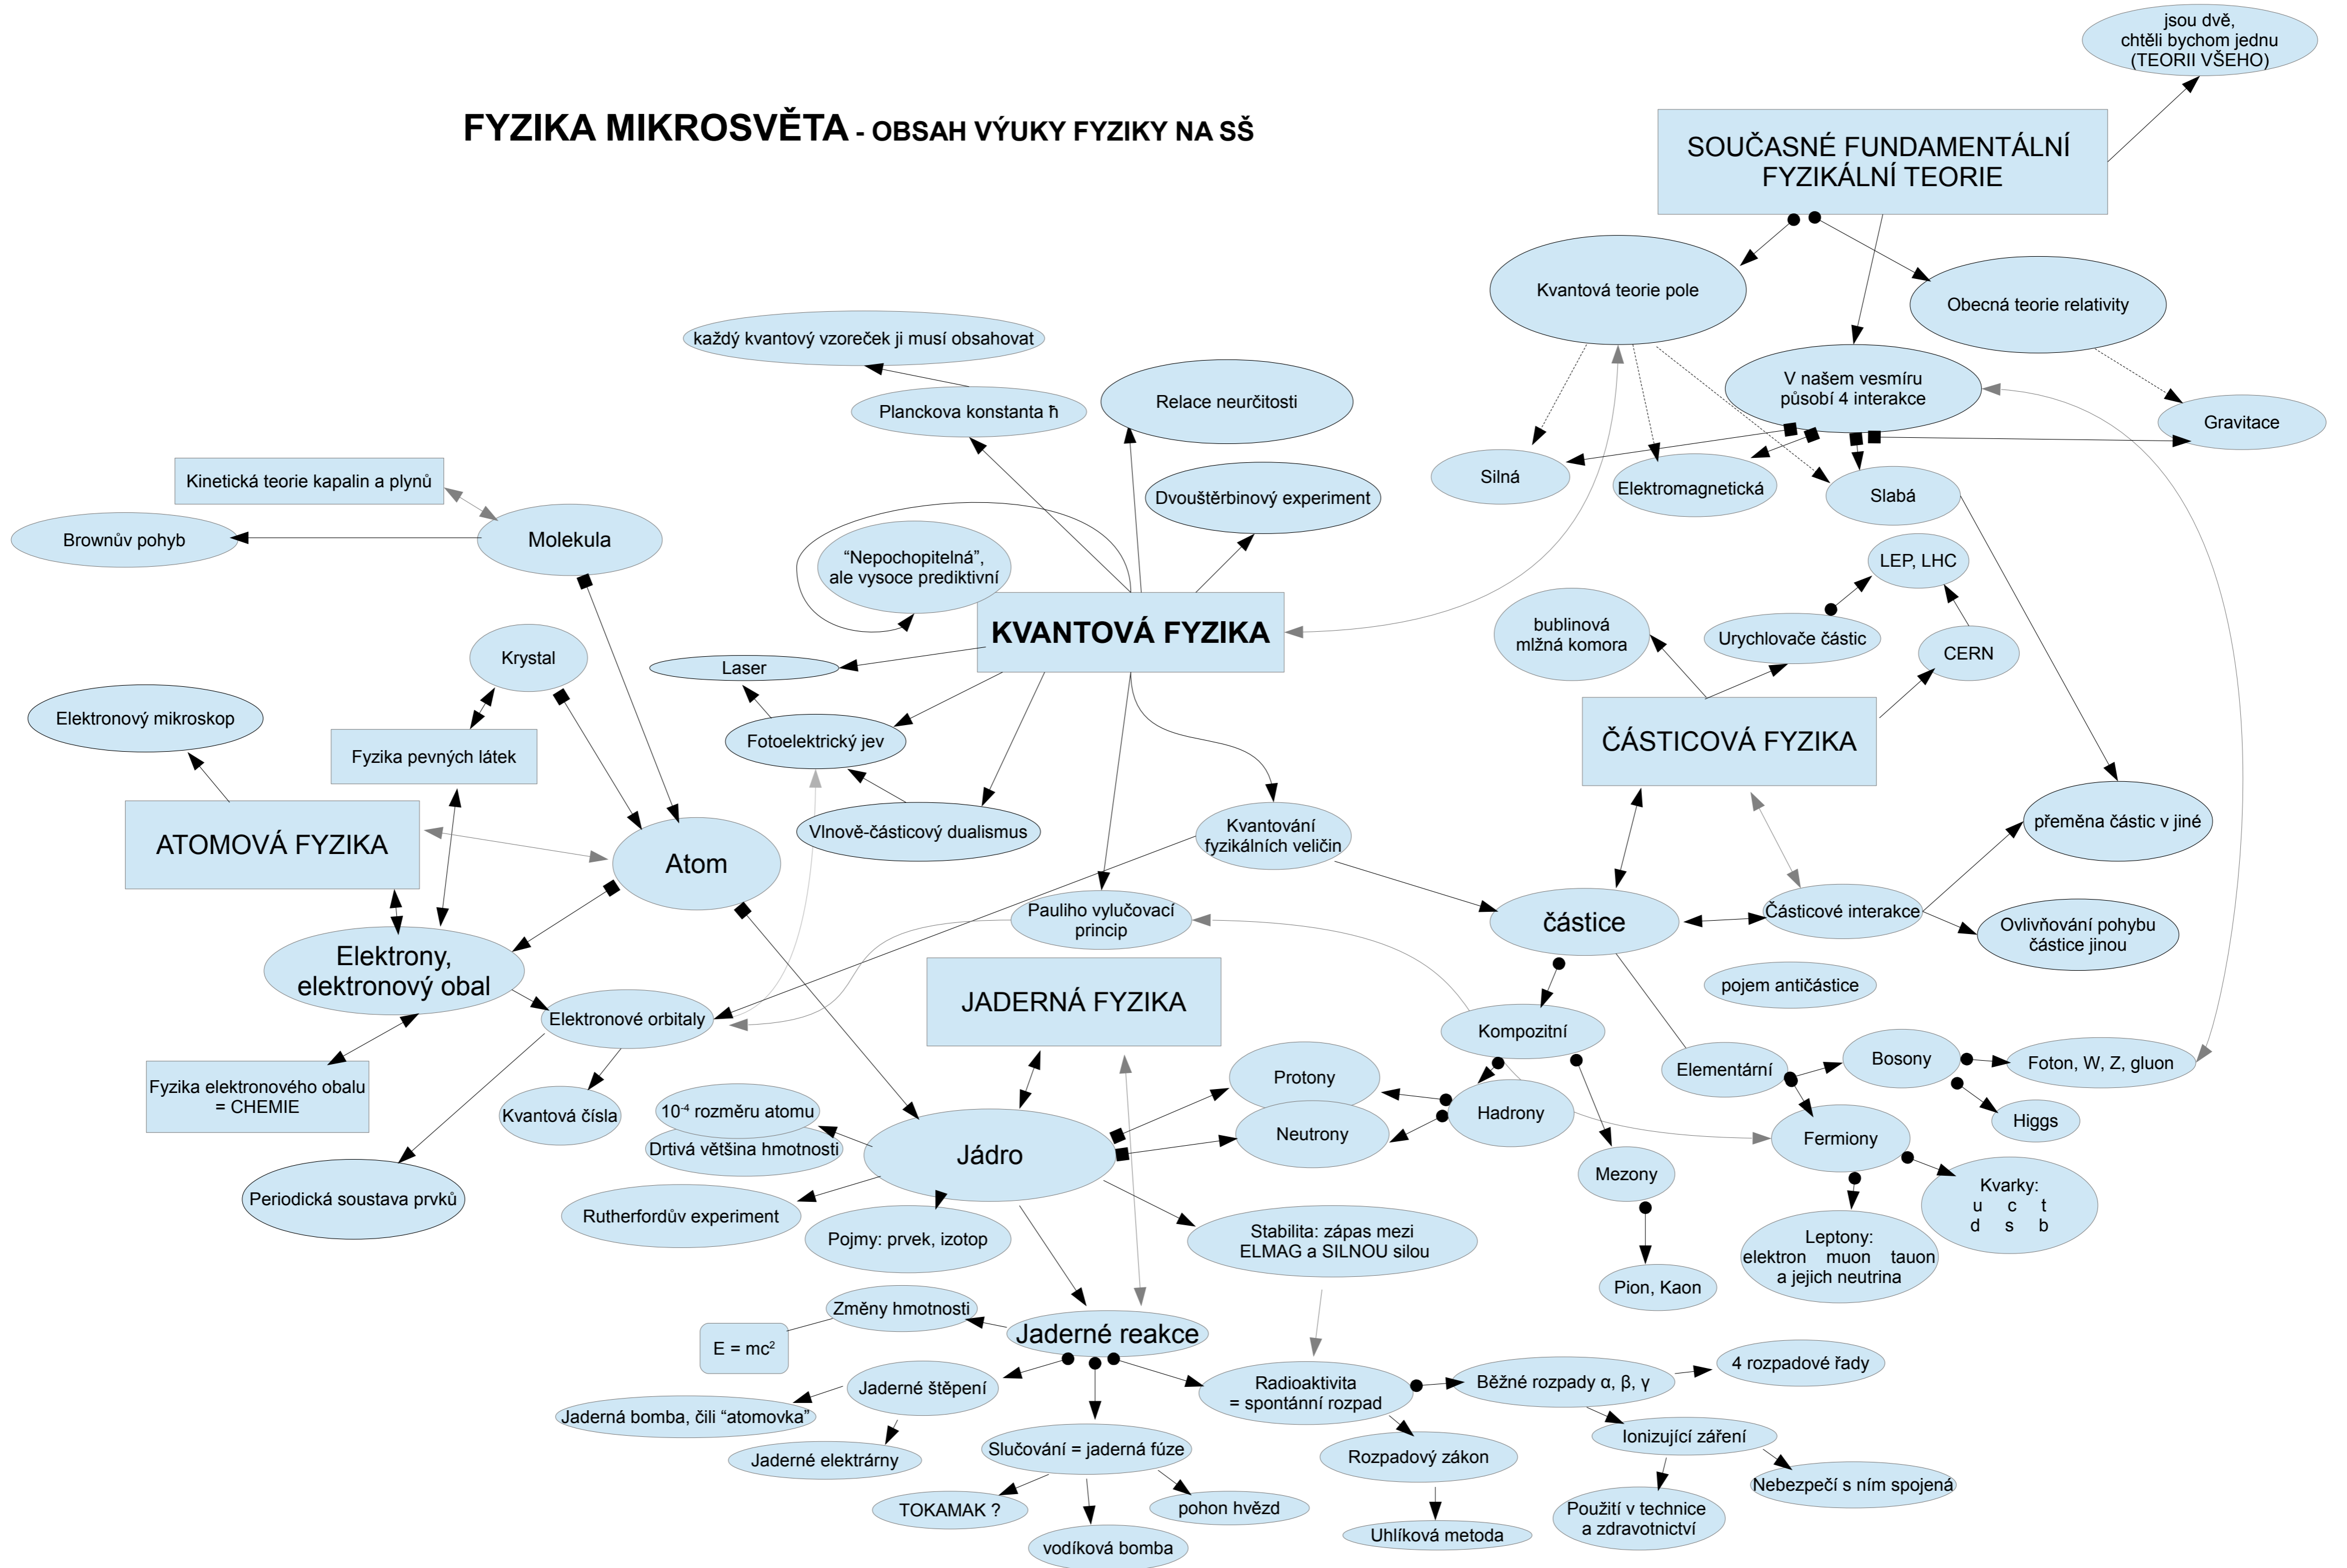 jsou dvě,
chtěli bychom jednu
(TEORII VŠEHO)
FYZIKA MIKROSVĚTA - OBSAH VÝUKY FYZIKY NA SŠ
SOUČASNÉ FUNDAMENTÁLNÍ
FYZIKÁLNÍ TEORIE
Kvantová teorie pole
Obecná teorie relativity
každý kvantový vzoreček ji musí obsahovat
Planckova konstanta ħ
Relace neurčitosti
V našem vesmíru
působí 4 interakce
Gravitace
Silná
Elektromagnetická
Slabá
Kinetická teorie kapalin a plynů
Brownův pohyb
Molekula
Dvouštěrbinový experiment
“Nepochopitelná”,
ale vysoce prediktivní
KVANTOVÁ FYZIKA
LEP, LHC
bublinová
mlžná komora
Urychlovače částic
CERN
Krystal
Laser
Elektronový mikroskop
Fyzika pevných látek
Fotoelektrický jev
ČÁSTICOVÁ FYZIKA
ATOMOVÁ FYZIKA
Atom
Vlnově-částicový dualismus
Kvantování
fyzikálních veličin
přeměna částic v jiné
Pauliho vylučovací
princip
částice
Částicové interakce
Ovlivňování pohybu
částice jinou
Elektrony,
elektronový obal
JADERNÁ FYZIKA
pojem antičástice
Elektronové orbitaly
Kompozitní
Elementární
Bosony
Foton, W, Z, gluon
Fyzika elektronového obalu
= CHEMIE
Kvantová čísla
10⁻⁴ rozměru atomu
Drtivá většina hmotnosti
Protony
Neutrony
Hadrony
Higgs
Fermiony
Jádro
Mezony
Periodická soustava prvků
Rutherfordův experiment
Pojmy: prvek, izotop
Stabilita: zápas mezi
ELMAG a SILNOU silou
Kvarky:
u c t
d s b
Leptony:
elektron muon tauon
a jejich neutrina
Pion, Kaon
Změny hmotnosti
E = mc²
Jaderné reakce
4 rozpadové řady
Jaderné štěpení
Radioaktivita
= spontánní rozpad
Běžné rozpady α, β, γ
Jaderná bomba, čili “atomovka”
Jaderné elektrárny
Slučování = jaderná fúze
Rozpadový zákon
Ionizující záření
Nebezpečí s ním spojená
TOKAMAK ?
pohon hvězd
vodíková bomba
Uhlíková metoda
Použití v technice
a zdravotnictví